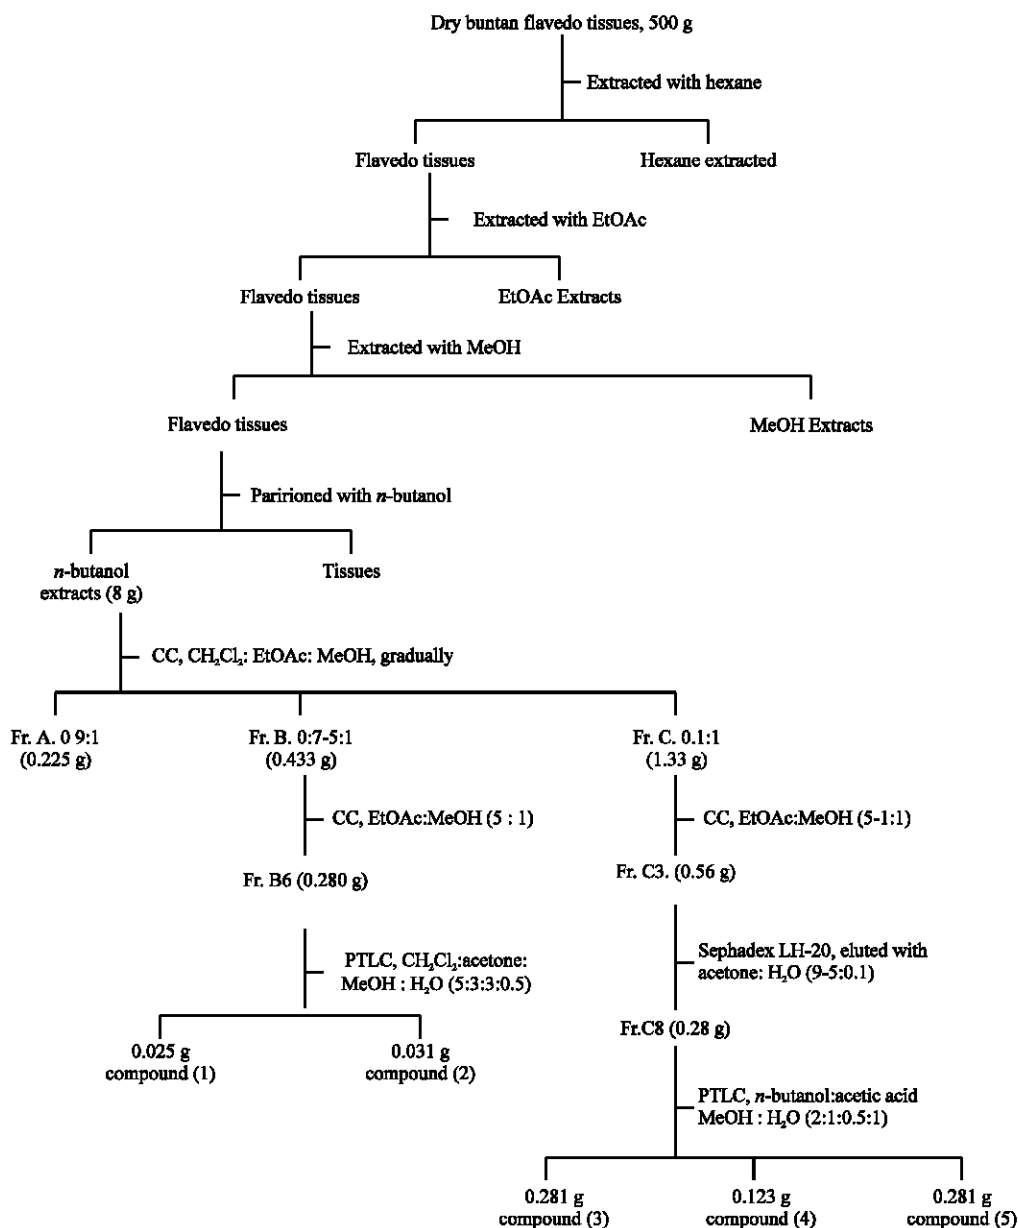 Dry buntan flavedo tissues, 500 g
Extracted with hexane
Flavedo tissues
Hexane extracted
Extracted with EtOAc
Flavedo tissues
EtOAc Extracts
Extracted with MeOH
Flavedo tissues
MeOH Extracts
Paririoned with n-butanol
n-butanol
extracts (8 g)
Tissues
CC, CH₂Cl₂: EtOAc: MeOH, gradually
Fr. A. 0 9:1
(0.225 g)
Fr. B. 0:7-5:1
(0.433 g)
Fr. C. 0.1:1
(1.33 g)
CC, EtOAc:MeOH (5 : 1)
CC, EtOAc:MeOH (5-1:1)
Fr. B6 (0.280 g)
Fr. C3. (0.56 g)
PTLC, CH₂Cl₂:acetone:
MeOH : H₂O (5:3:3:0.5)
Sephadex LH-20, eluted with
acetone: H₂O (9-5:0.1)
Fr.C8 (0.28 g)
0.025 g
compound (1)
0.031 g
compound (2)
PTLC, n-butanol:acetic acid
MeOH : H₂O (2:1:0.5:1)
0.281 g
compound (3)
0.123 g
compound (4)
0.281 g
compound (5)